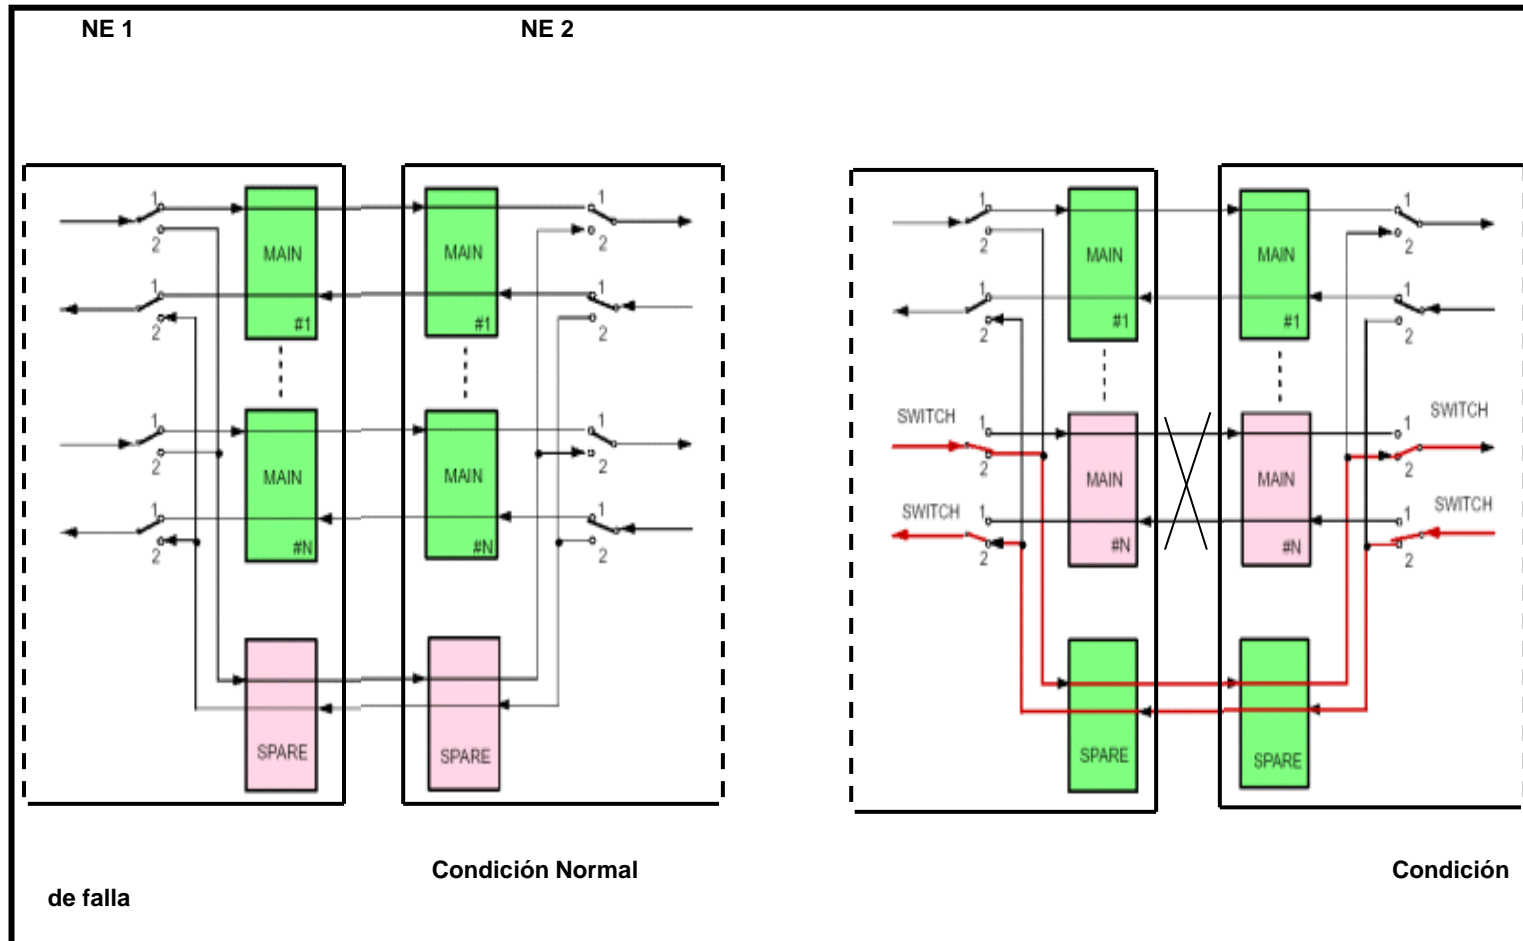 NE 1 NE 2
1 1 1 1
2 2 2 2
MAIN MAIN MAIN MAIN
1 1 1 1
#1 #1 #1 #1
2 2 2 2
SWITCH SWITCH
1 1 1 1
2 2 2 2
MAIN MAIN MAIN MAIN
SWITCH SWITCH
1 1 1 1
#N #N #N #N
2 2 2 2
SPARE SPARE SPARE SPARE
Condición Normal Condición
de falla